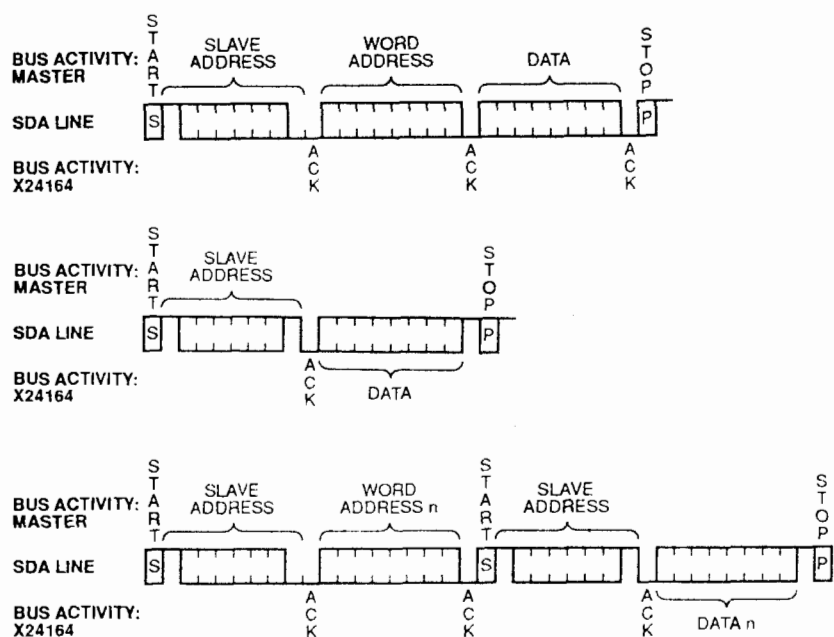 START
SLAVE ADDRESS
WORD ADDRESS
DATA
STOP
BUS ACTIVITY:
MASTER
SDA LINE
S
P
BUS ACTIVITY:
X24164
ACK
ACK
ACK
START
SLAVE ADDRESS
STOP
BUS ACTIVITY:
MASTER
SDA LINE
S
P
BUS ACTIVITY:
X24164
ACK
DATA
START
SLAVE ADDRESS
WORD ADDRESS n
START
SLAVE ADDRESS
STOP
BUS ACTIVITY:
MASTER
SDA LINE
S
S
P
BUS ACTIVITY:
X24164
ACK
ACK
ACK
DATA n